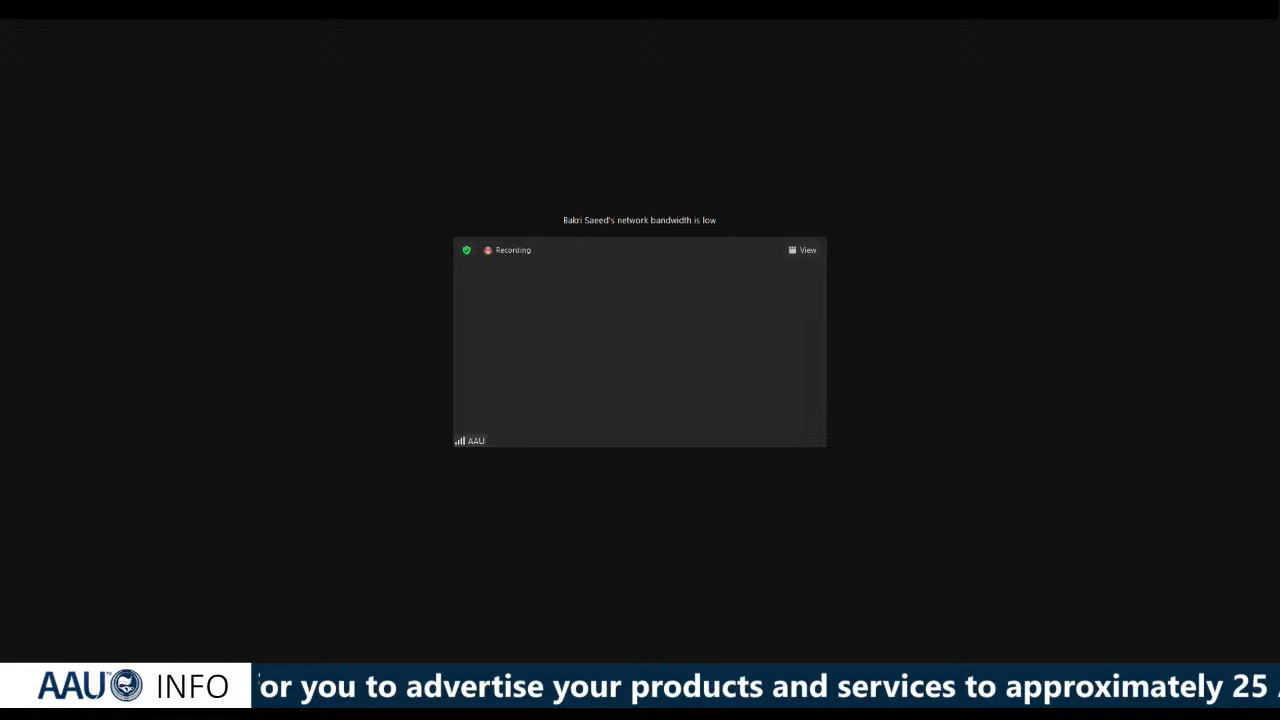 Bakri Saeed's network bandwidth is low
Recording
View
AAU
AAU INFO
or you to advertise your products and services to approximately 25